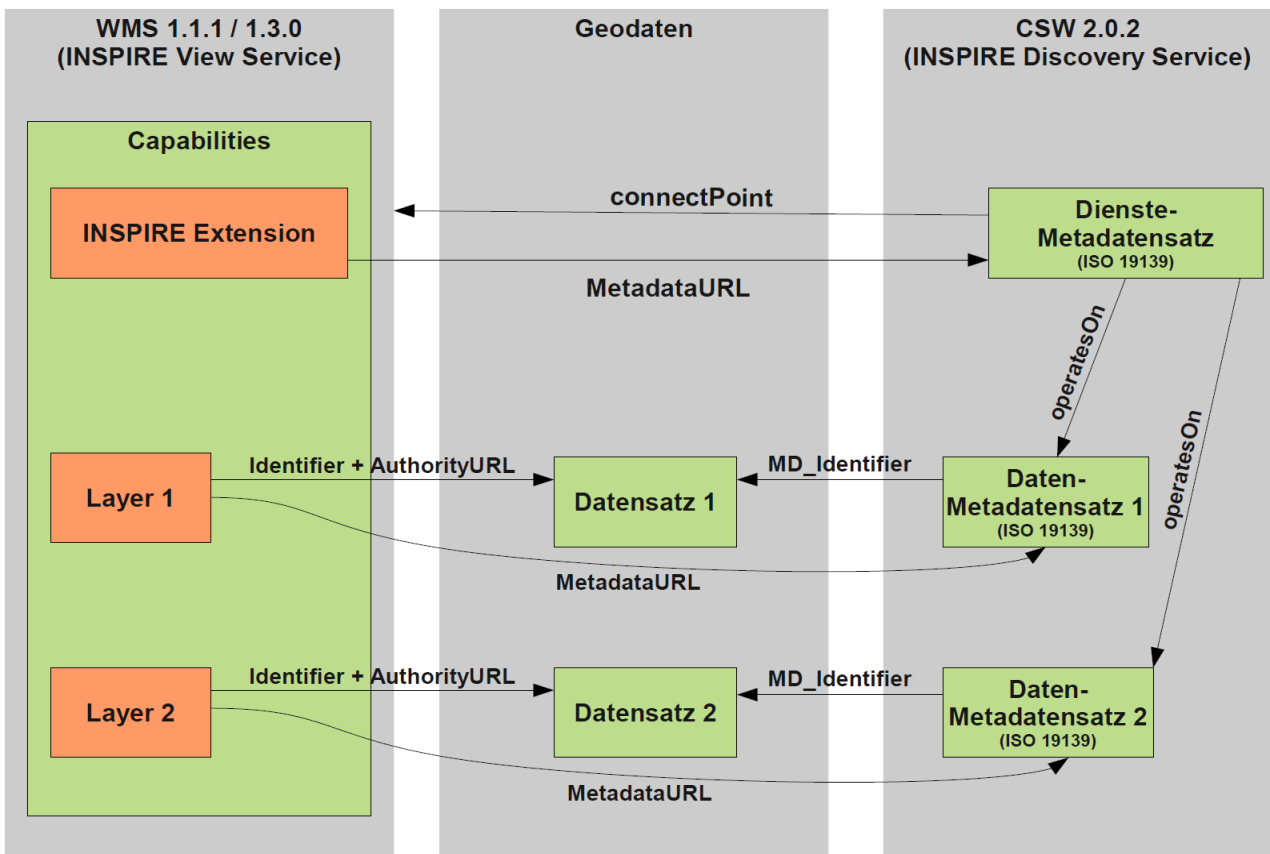 WMS 1.1.1 / 1.3.0
(INSPIRE View Service)
Geodaten
CSW 2.0.2
(INSPIRE Discovery Service)
Capabilities
INSPIRE Extension
connectPoint
MetadataURL
Dienste-
Metadatensatz
(ISO 19139)
operatesOn
operatesOn
Layer 1
Identifier + AuthorityURL
Datensatz 1
MD_Identifier
Daten-
Metadatensatz 1
(ISO 19139)
MetadataURL
Layer 2
Identifier + AuthorityURL
Datensatz 2
MD_Identifier
Daten-
Metadatensatz 2
(ISO 19139)
MetadataURL